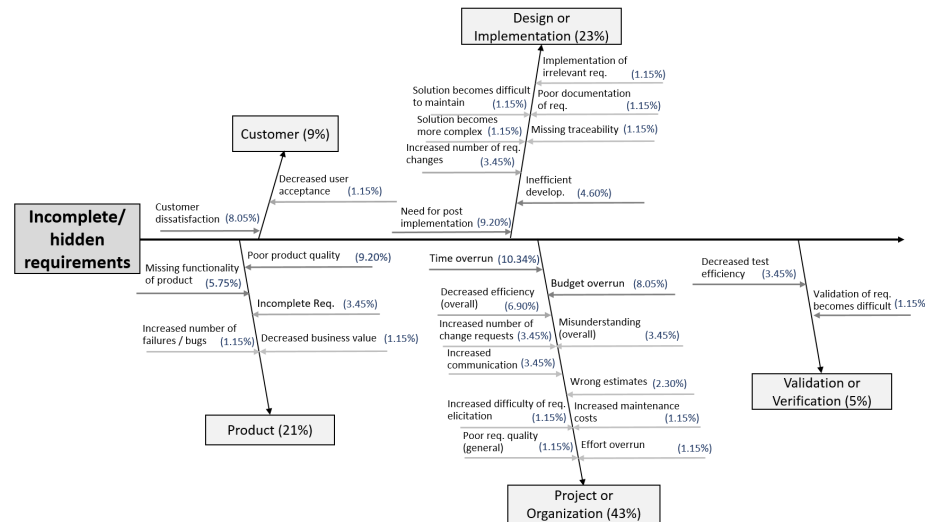 Design or
Implementation (23%)
Implementation of
irrelevant req. (1.15%)
Solution becomes difficult
to maintain (1.15%)
Poor documentation
of req. (1.15%)
Solution becomes
more complex (1.15%)
Missing traceability (1.15%)
Increased number of req.
changes (3.45%)
Inefficient
develop. (4.60%)
Need for post
implementation (9.20%)
Customer (9%)
Decreased user
acceptance (1.15%)
Customer
dissatisfaction (8.05%)
Incomplete/
hidden
requirements
Poor product quality (9.20%)
Missing functionality
of product (5.75%)
Incomplete Req. (3.45%)
Increased number of
failures / bugs (1.15%)
Decreased business value (1.15%)
Product (21%)
Time overrun (10.34%)
Budget overrun (8.05%)
Decreased efficiency
(overall) (6.90%)
Increased number of
change requests (3.45%)
Misunderstanding
(overall) (3.45%)
Increased
communication (3.45%)
Wrong estimates (2.30%)
Increased difficulty of req.
elicitation (1.15%)
Increased maintenance
costs (1.15%)
Poor req. quality
(general) (1.15%)
Effort overrun (1.15%)
Project or
Organization (43%)
Decreased test
efficiency (3.45%)
Validation of req.
becomes difficult (1.15%
Validation or
Verification (5%)